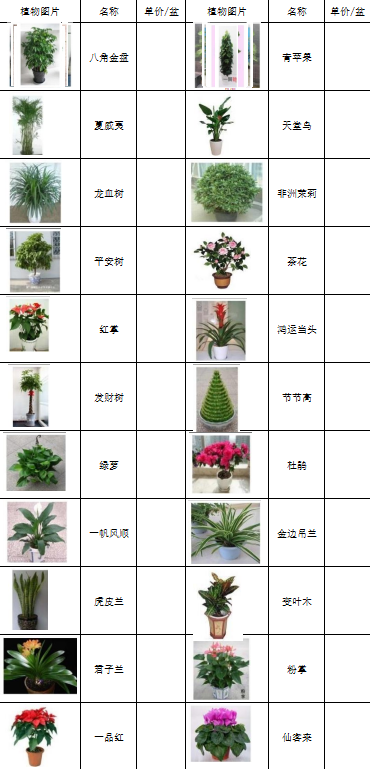 植物图片 名称 单价/盆 植物图片 名称 单价/盆
八角金盘 青苹果
夏威夷 天堂鸟
龙血树 非洲茉莉
平安树 茶花
红掌 鸿运当头
发财树 节节高
绿萝 杜鹃
一帆风顺 金边吊兰
虎皮兰 变叶木
君子兰 粉掌
一品红 仙客来